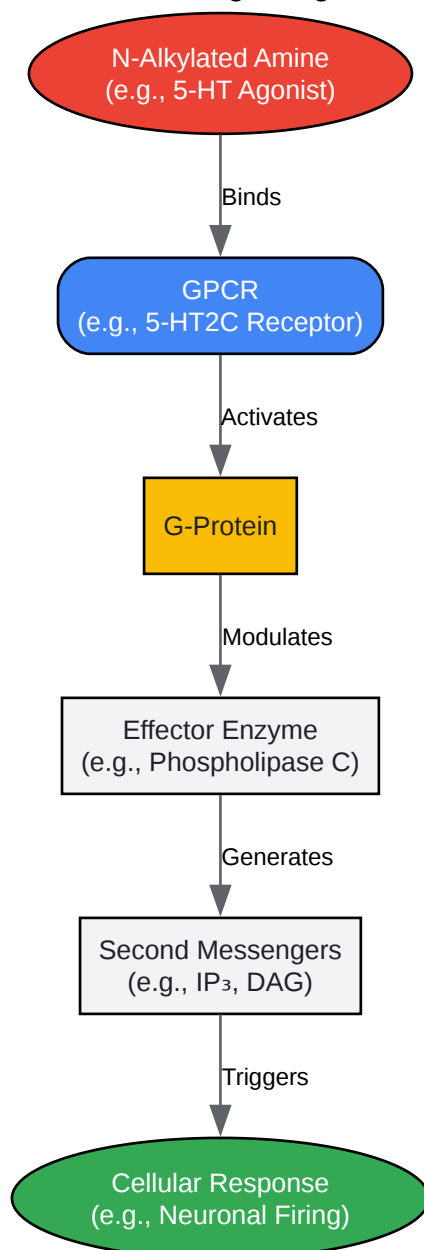 N-Alkylated Amine
(e.g., 5-HT Agonist)
Binds
GPCR
(e.g., 5-HT2C Receptor)
Activates
G-Protein
Modulates
Effector Enzyme
(e.g., Phospholipase C)
Generates
Second Messengers
(e.g., IP₃, DAG)
Triggers
Cellular Response
(e.g., Neuronal Firing)